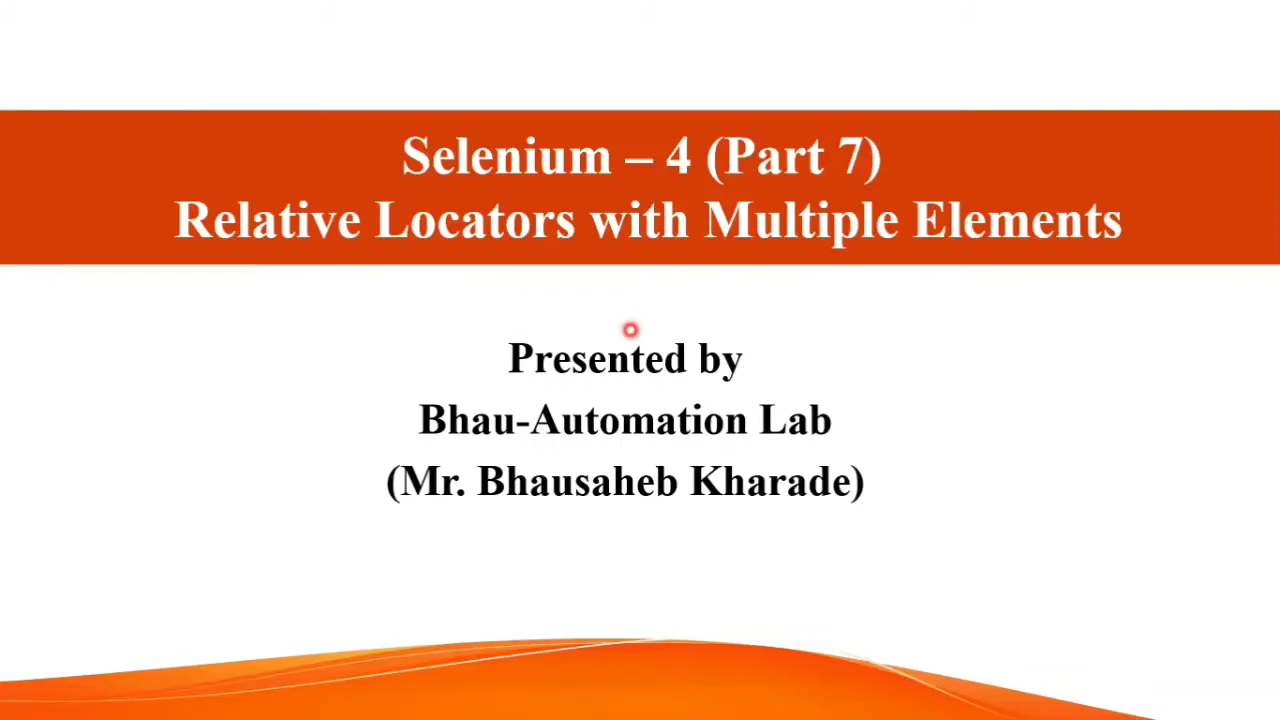 Selenium – 4 (Part 7)
Relative Locators with Multiple Elements
Presented by
Bhau-Automation Lab
(Mr. Bhausaheb Kharade)